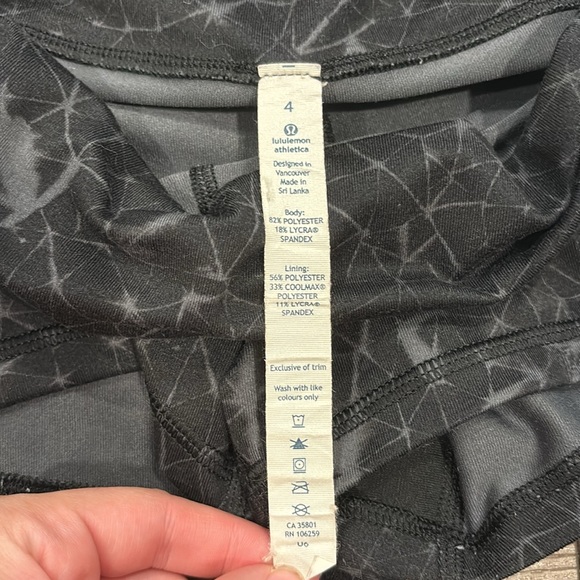 4
lululemon
athletica
Designed in
Vancouver
Made in
Sri Lanka
Body:
82% POLYESTER
18% LYCRA®
SPANDEX
Lining:
56% POLYESTER
33% COOLMAX®
POLYESTER
11% LYCRA®
SPANDEX
Exclusive of trim
Wash with like
colours only
CA 35801
RN 106259
06